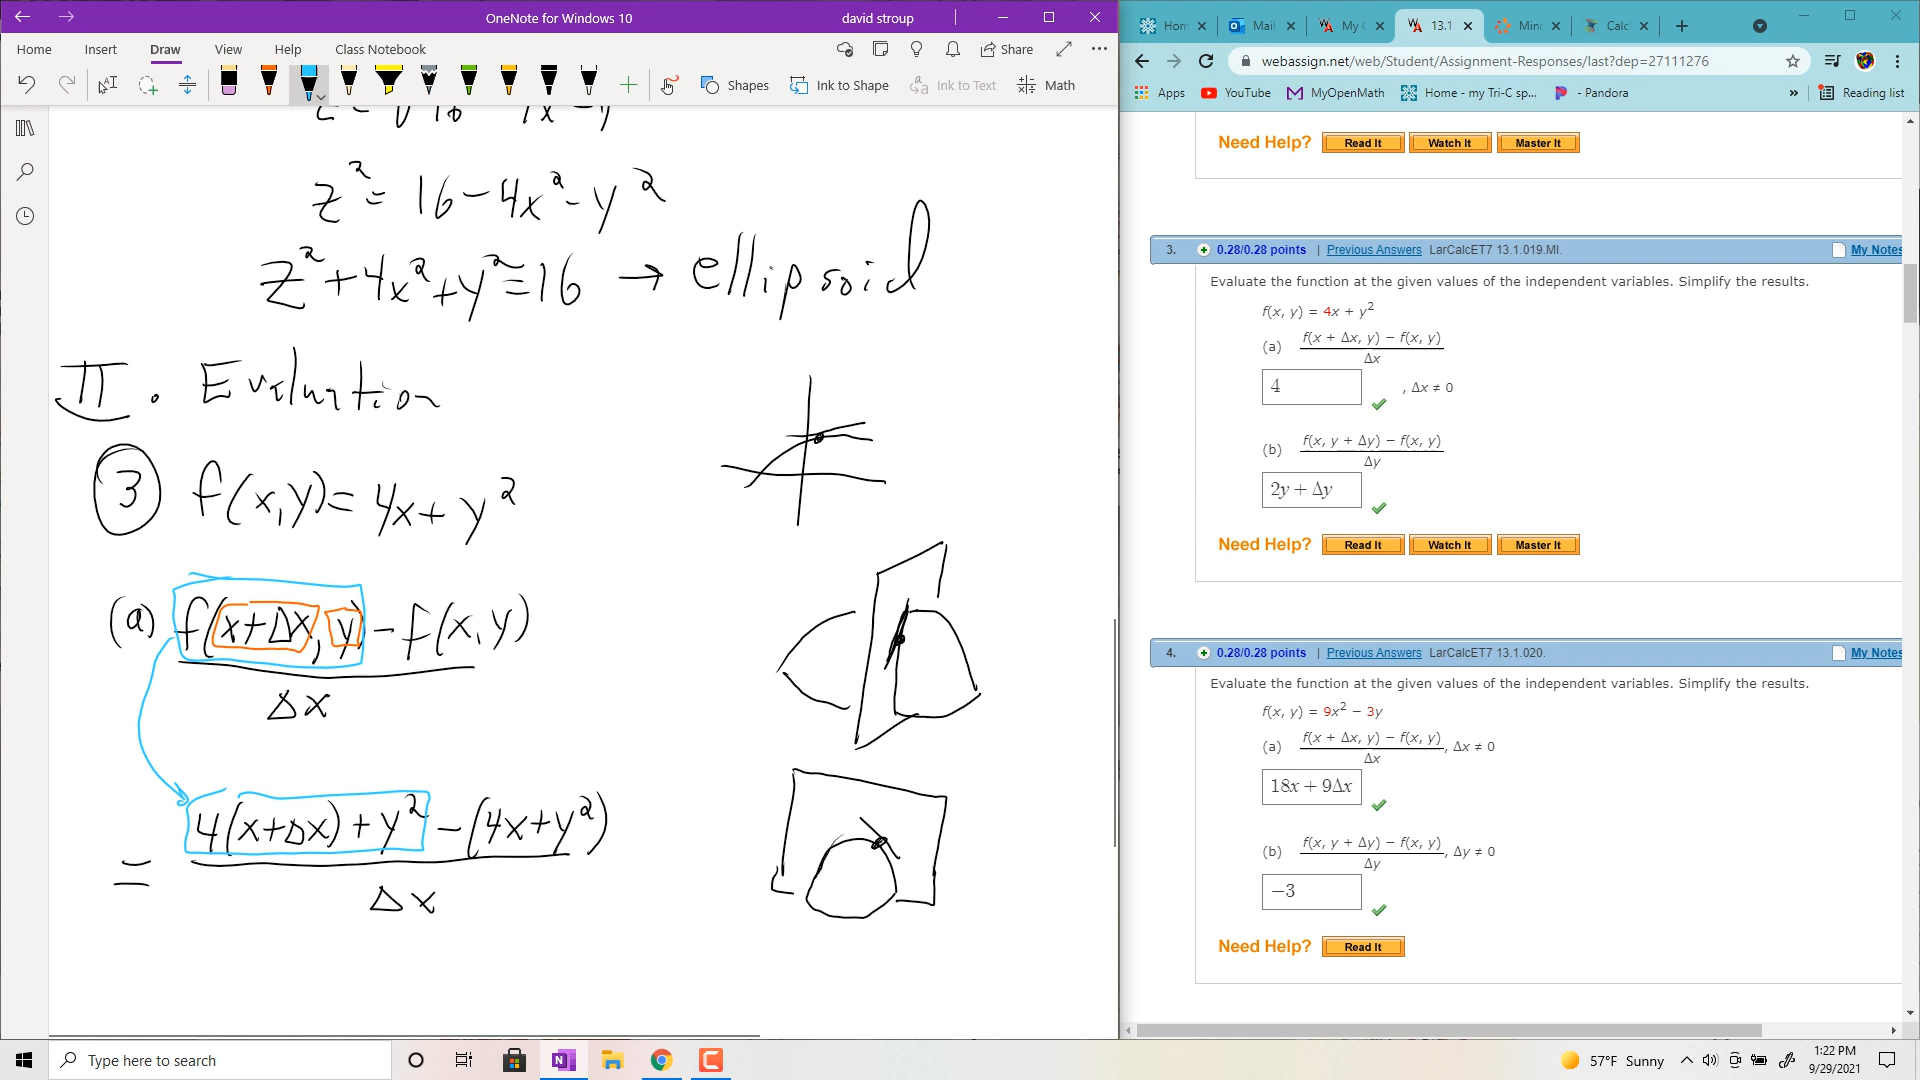 OneNote for Windows 10
david stroup
Home Insert Draw View Help Class Notebook
Share
Shapes Ink to Shape Ink to Text Math
z² = 16 - 4x² - y²
z² + 4x² + y² = 16 → ellipsoid
II. Evaluation
③ f(x,y) = 4x + y²
(a) f(x+Δx, y) - f(x,y)
Δx
= 4(x+Δx) + y² - (4x+y²)
Δx
Hom Mail My C 13.1 Minc Calc
webassign.net/web/Student/Assignment-Responses/last?dep=27111276
Apps YouTube MyOpenMath Home - my Tri-C sp... - Pandora » Reading list
Need Help? Read It Watch It Master It
3. 0.28/0.28 points | Previous Answers LarCalcET7 13.1.019.MI. My Notes
Evaluate the function at the given values of the independent variables. Simplify the results.
f(x, y) = 4x + y²
(a) f(x + Δx, y) − f(x, y)
Δx
4 , Δx ≠ 0
(b) f(x, y + Δy) − f(x, y)
Δy
2y + Δy
Need Help? Read It Watch It Master It
4. 0.28/0.28 points | Previous Answers LarCalcET7 13.1.020. My Notes
Evaluate the function at the given values of the independent variables. Simplify the results.
f(x, y) = 9x² − 3y
(a) f(x + Δx, y) − f(x, y), Δx ≠ 0
Δx
18x + 9Δx
(b) f(x, y + Δy) − f(x, y), Δy ≠ 0
Δy
−3
Need Help? Read It
Type here to search
57°F Sunny
1:22 PM
9/29/2021